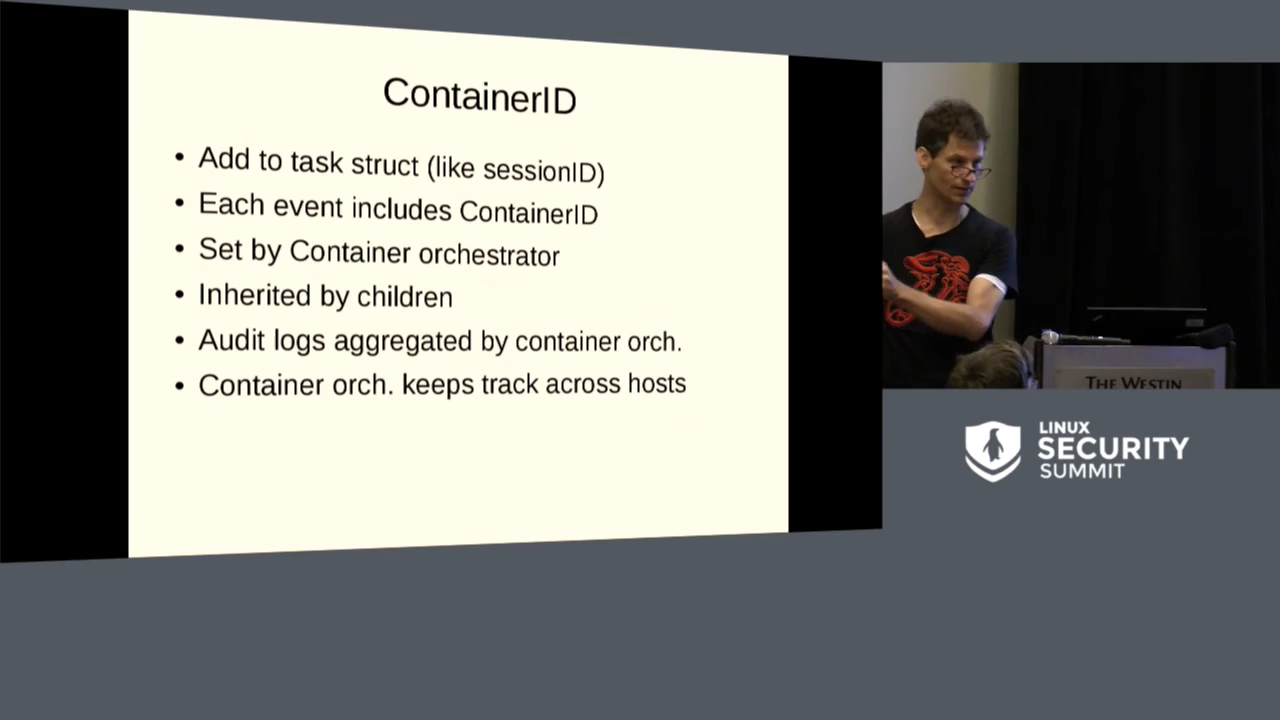 ContainerID
• Add to task struct (like sessionID)
• Each event includes ContainerID
• Set by Container orchestrator
• Inherited by children
• Audit logs aggregated by container orch.
• Container orch. keeps track across hosts
THE WESTIN
LINUX
SECURITY
SUMMIT